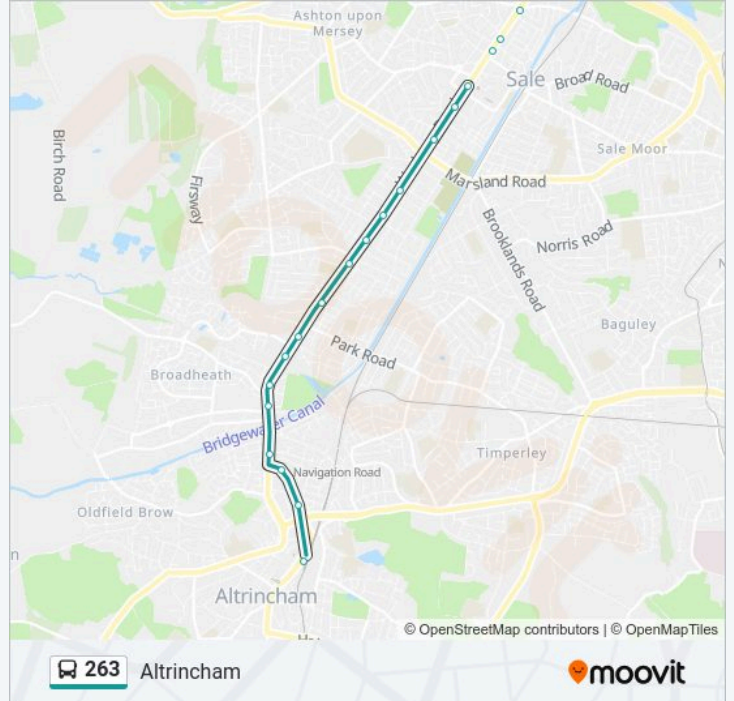 Ashton upon
Mersey
Sale
Broad Road
Birch Road
Sale Moor
Firsway
Marsland Road
Brooklands Road
Norris Road
Baguley
Park Road
Broadheath
Bridgewater Canal
Timperley
Navigation Road
Oldfield Brow
Altrincham
© OpenStreetMap contributors | © OpenMapTiles
263 Altrincham
moovit